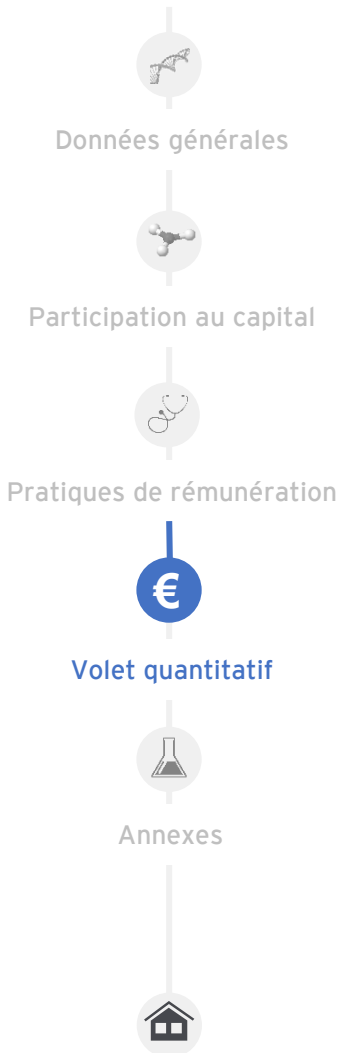 Données générales
Participation au capital
Pratiques de rémunération
€
Volet quantitatif
Annexes